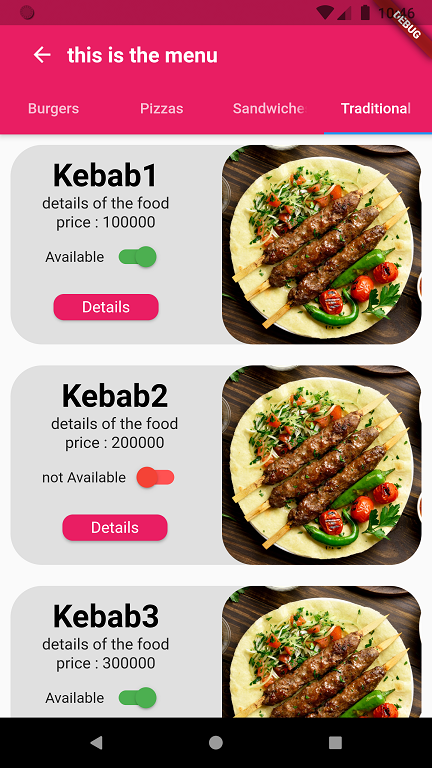 10:46
DEBUG
this is the menu
Burgers Pizzas Sandwiche Traditional
Kebab1
details of the food
price : 100000
Available
Details
Kebab2
details of the food
price : 200000
not Available
Details
Kebab3
details of the food
price : 300000
Available